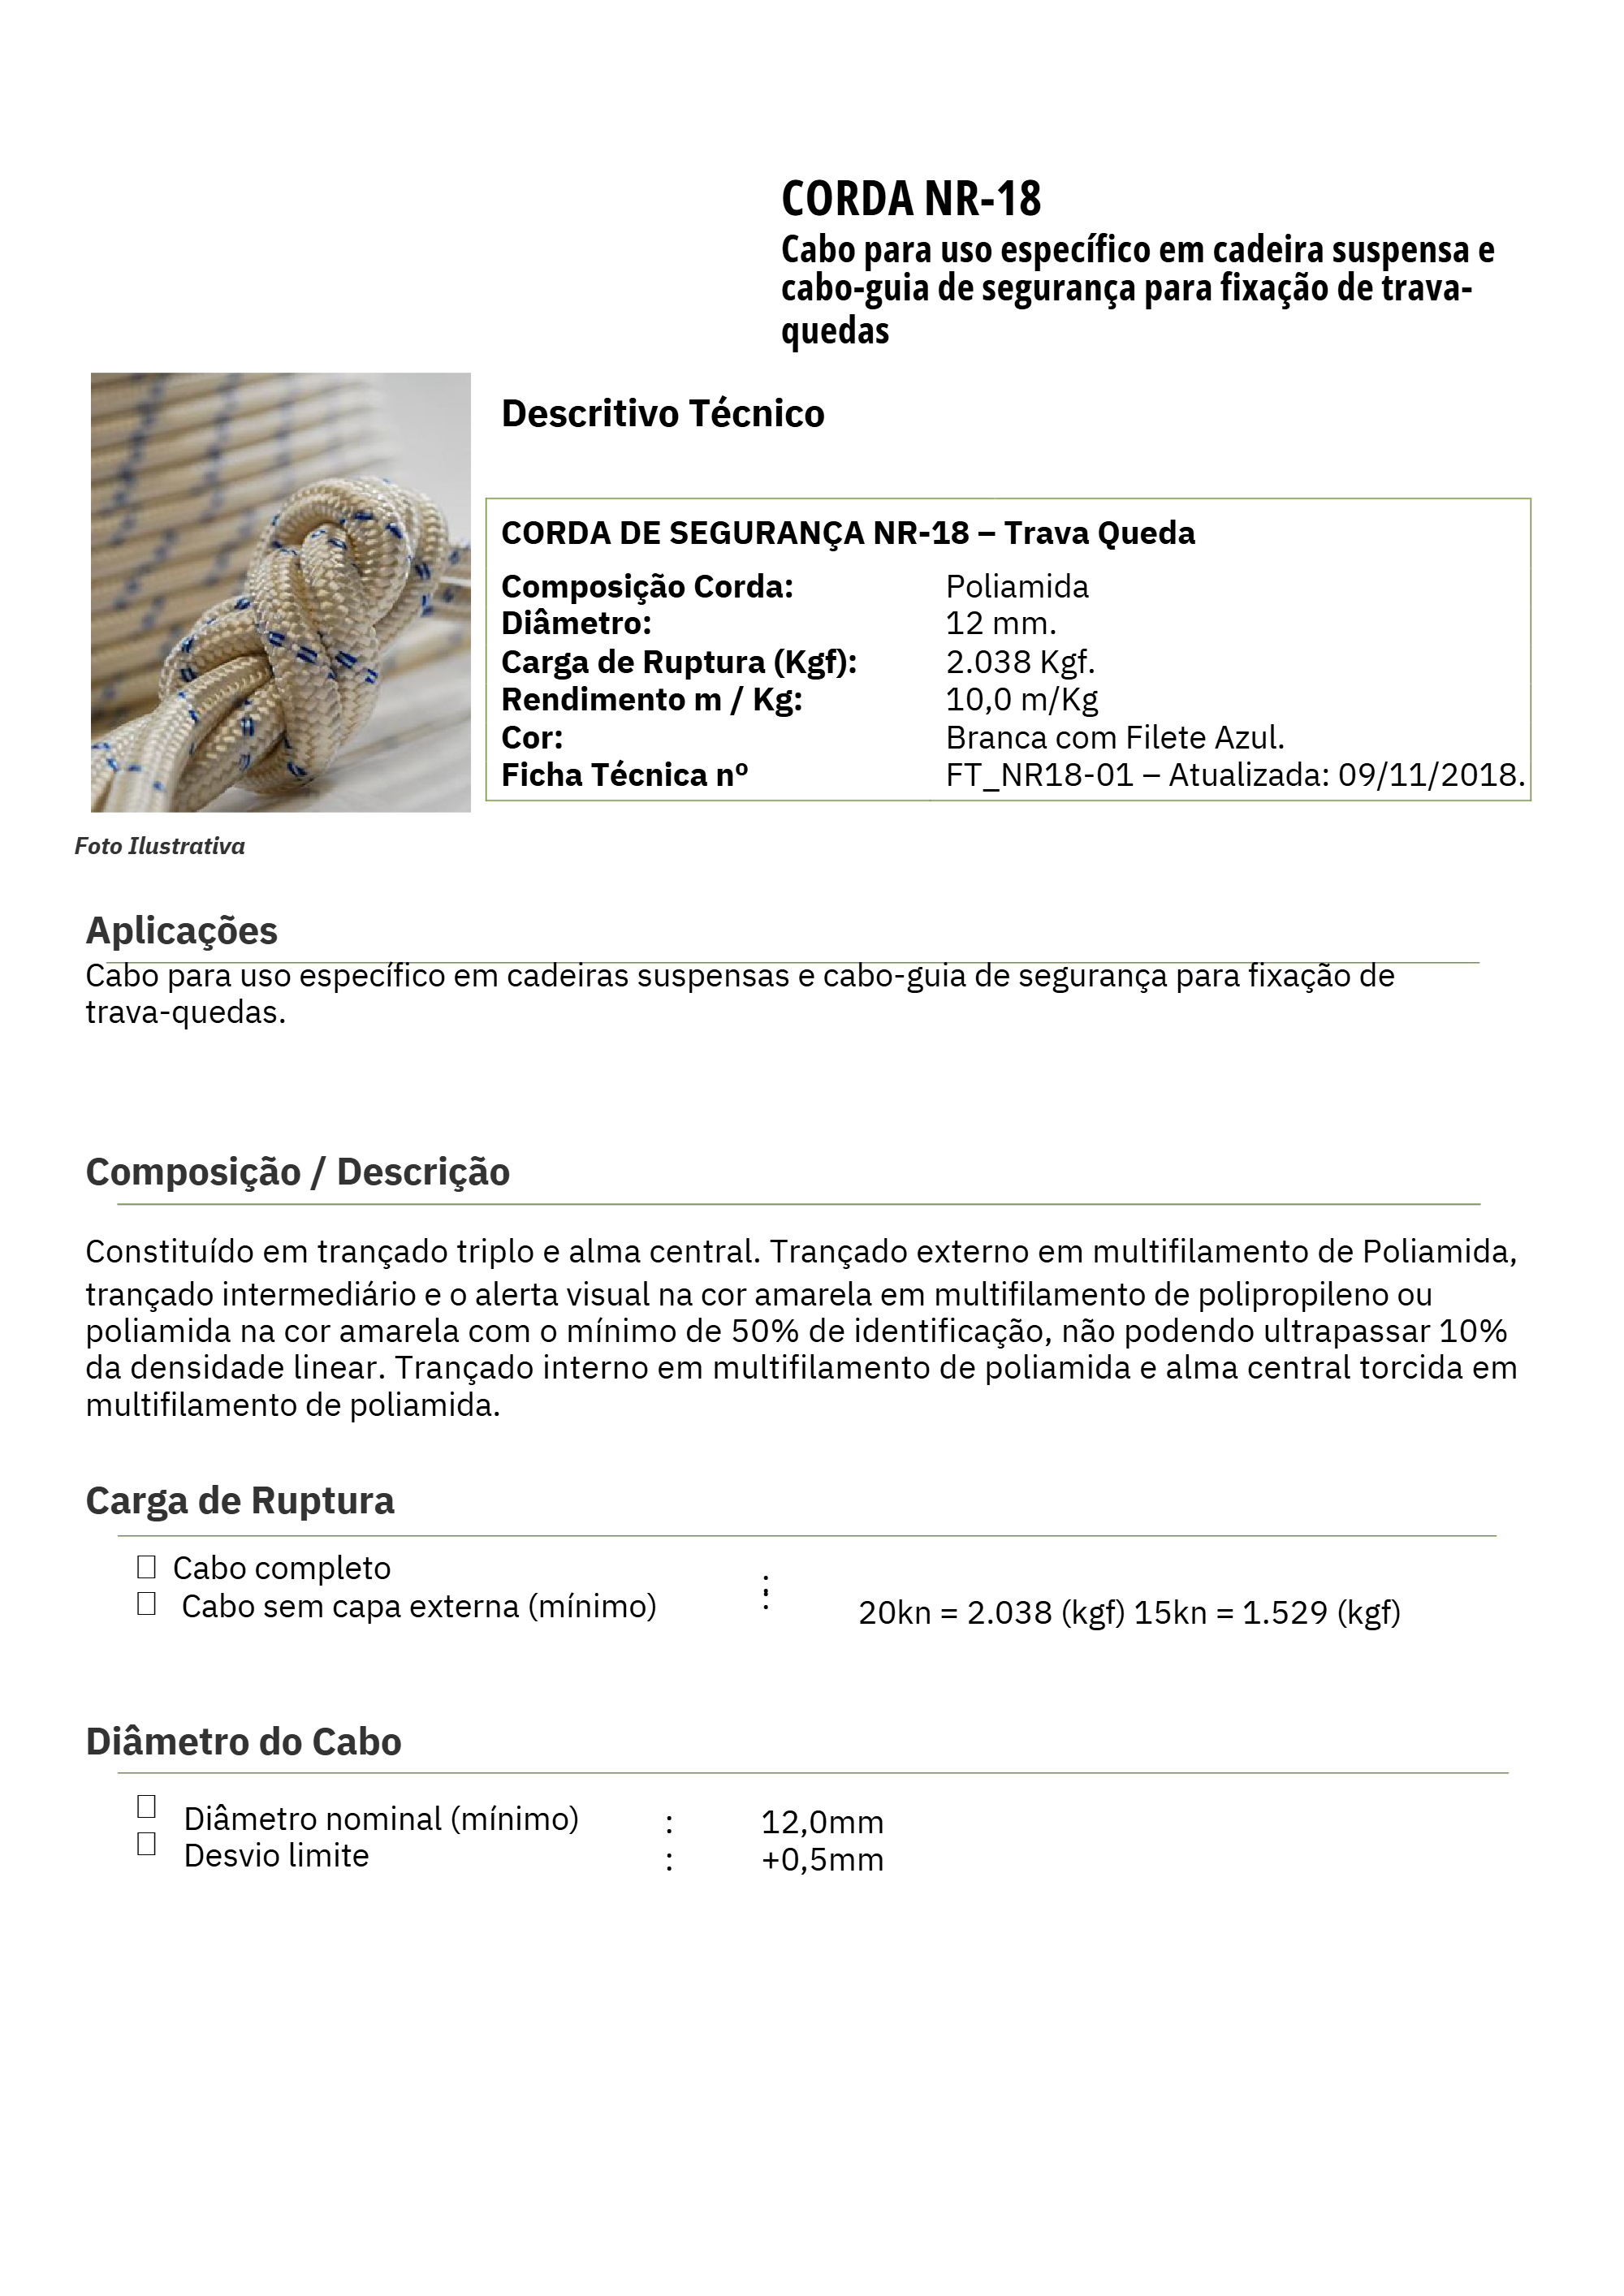 CORDA NR-18
Cabo para uso específico em cadeira suspensa e
cabo-guia de segurança para fixação de trava-
quedas
Descritivo Técnico
CORDA DE SEGURANÇA NR-18 – Trava Queda
Composição Corda: Poliamida
Diâmetro: 12 mm.
Carga de Ruptura (Kgf): 2.038 Kgf.
Rendimento m / Kg: 10,0 m/Kg
Cor: Branca com Filete Azul.
Ficha Técnica nº FT_NR18-01 – Atualizada: 09/11/2018.
Foto Ilustrativa
Aplicações
Cabo para uso específico em cadeiras suspensas e cabo-guia de segurança para fixação de
trava-quedas.
Composição / Descrição
Constituído em trançado triplo e alma central. Trançado externo em multifilamento de Poliamida,
trançado intermediário e o alerta visual na cor amarela em multifilamento de polipropileno ou
poliamida na cor amarela com o mínimo de 50% de identificação, não podendo ultrapassar 10%
da densidade linear. Trançado interno em multifilamento de poliamida e alma central torcida em
multifilamento de poliamida.
Carga de Ruptura
Cabo completo :
Cabo sem capa externa (mínimo) : 20kn = 2.038 (kgf) 15kn = 1.529 (kgf)
Diâmetro do Cabo
Diâmetro nominal (mínimo) : 12,0mm
Desvio limite : +0,5mm